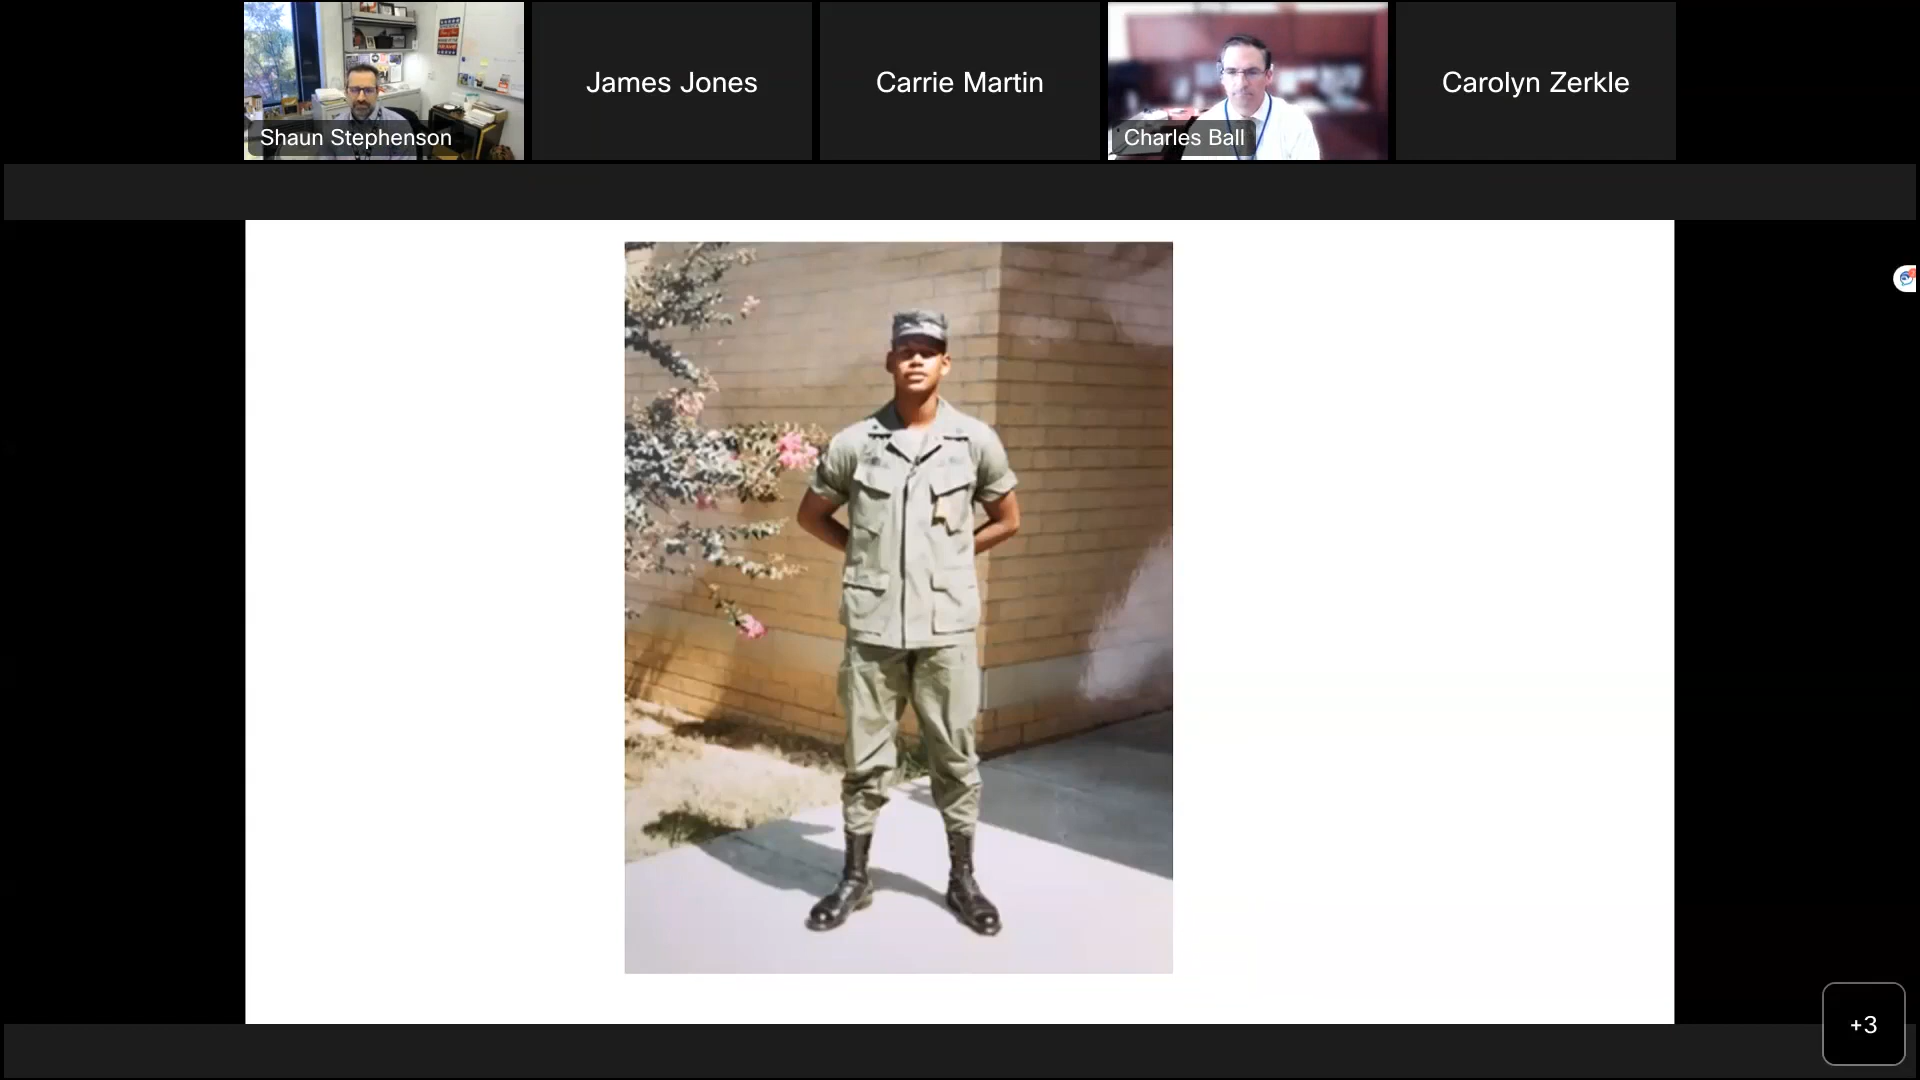 Shaun Stephenson
James Jones
Carrie Martin
Charles Ball
Carolyn Zerkle
+3